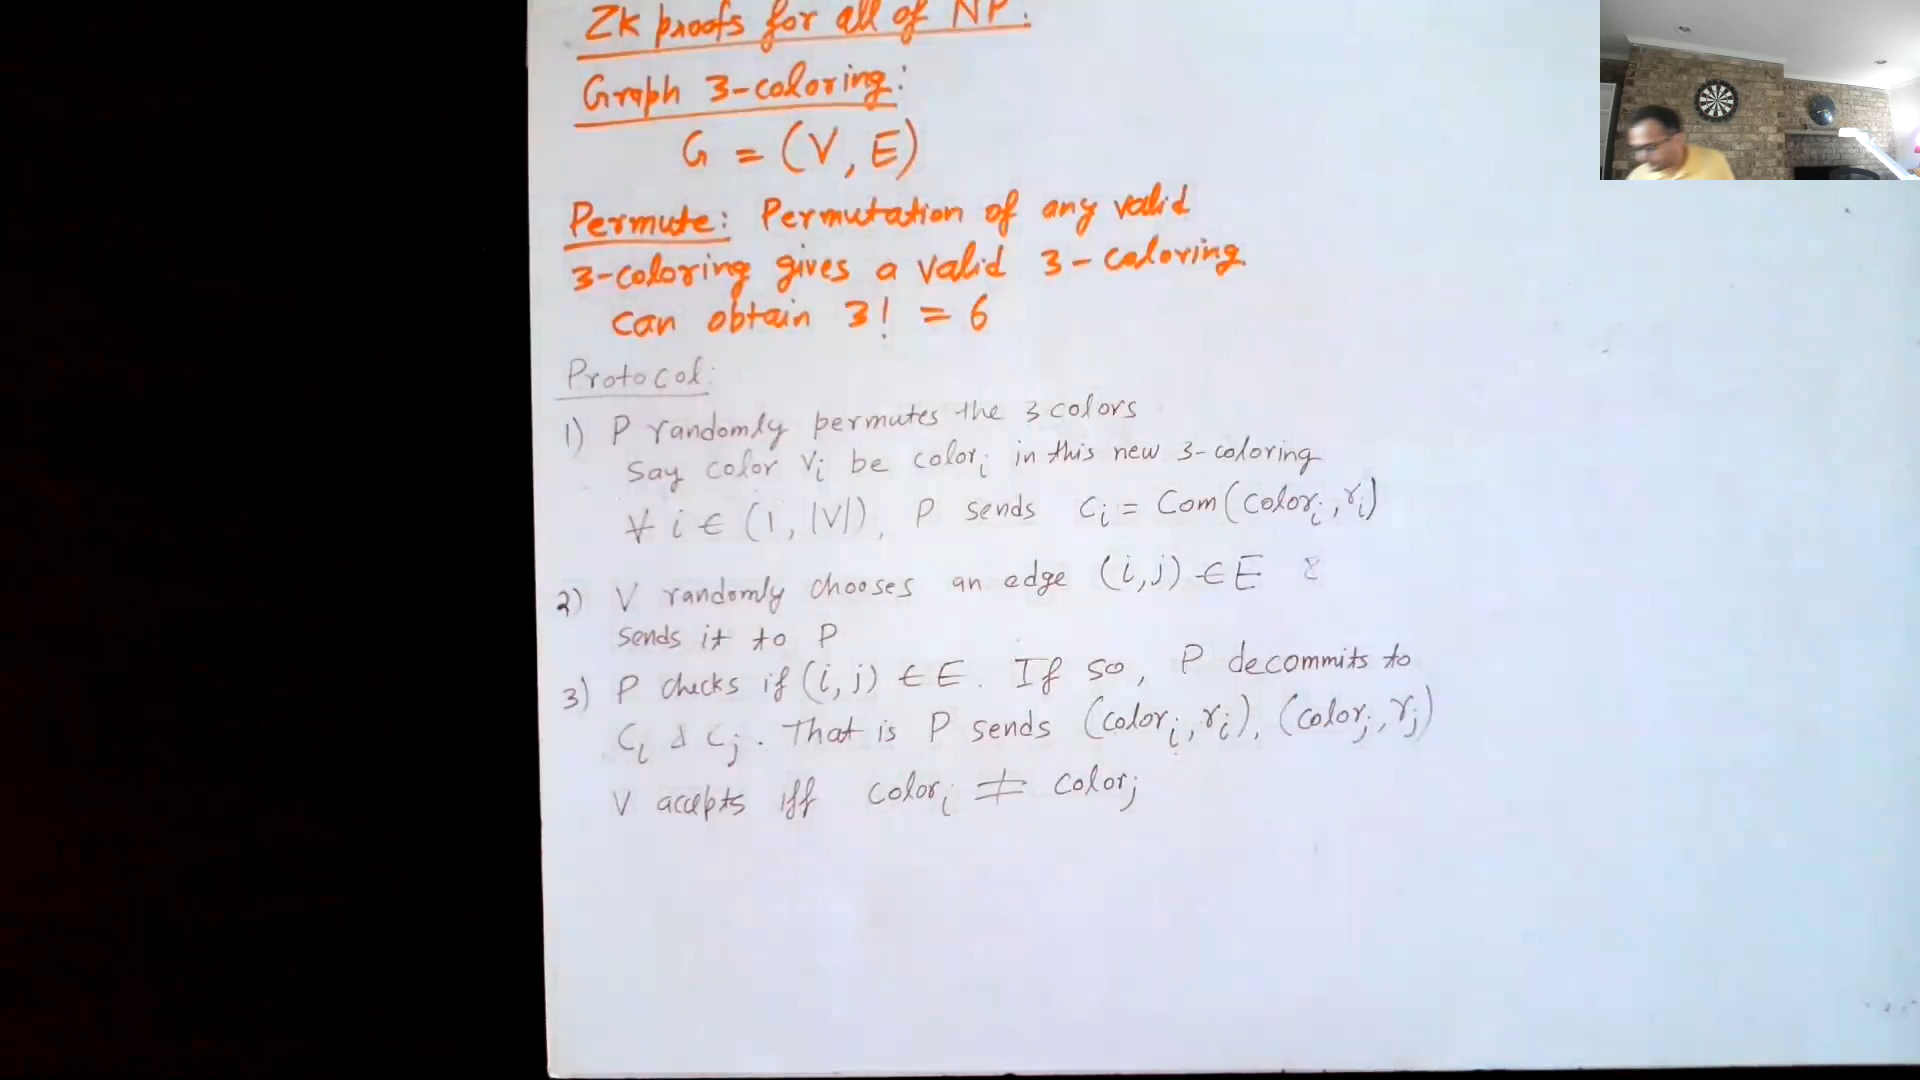 Zk proofs for all of NP:
Graph 3-coloring:
G = (V, E)
Permute: Permutation of any valid
3-coloring gives a valid 3-coloring
can obtain 3! = 6
Protocol:
1) P randomly permutes the 3 colors
Say color vᵢ be colorᵢ in this new 3-coloring
∀ i ∈ (1, |V|), P sends cᵢ = Com(colorᵢ, rᵢ)
2) V randomly chooses an edge (i,j) ∈ E &
sends it to P
3) P checks if (i, j) ∈ E. If so, P decommits to
Cᵢ & Cⱼ. That is P sends (colorᵢ, rᵢ), (colorⱼ, rⱼ)
V accepts iff colorᵢ ≠ colorⱼ